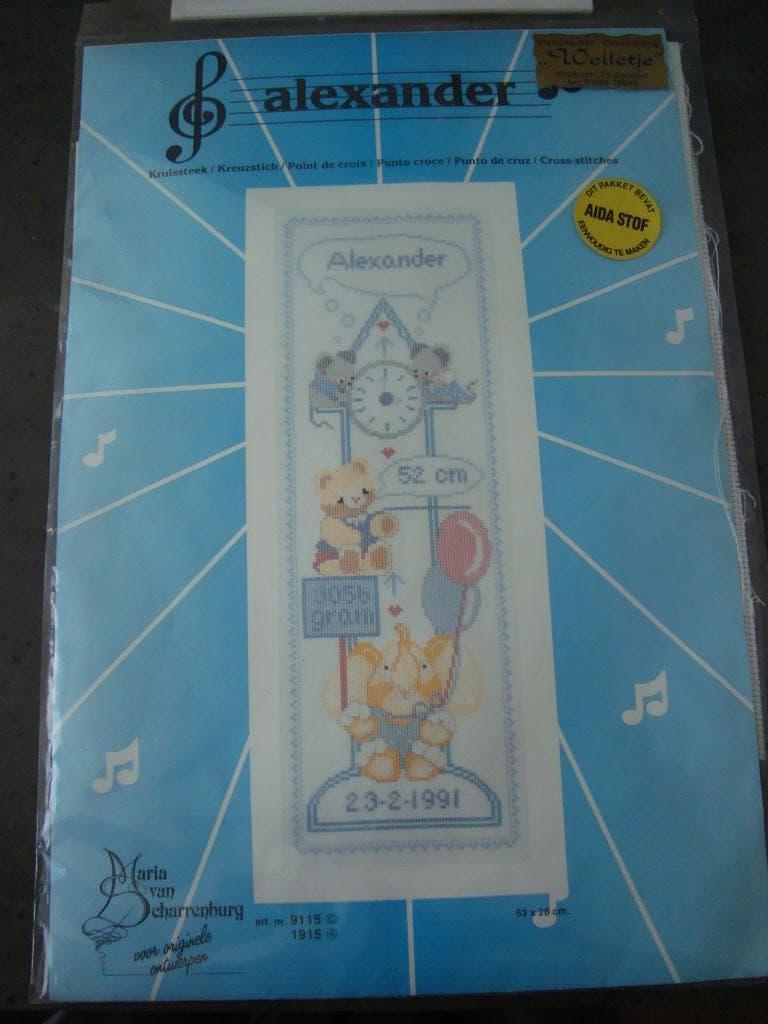 "Wolletje"
alexander
Kruissteek / Kreuzstich / Point de croix / Punto croce / Punto de cruz / Cross-stitches
DIT PAKKET BEVAT
AIDA STOF
EENVOUDIG TE MAKEN
Alexander
52 cm
3056
gram
23-2-1991
Maria
van
Scharrenburg
voor originele
ontwerpen
art. nr. 9115 ©
1915 Ⓐ
53 x 20 cm.